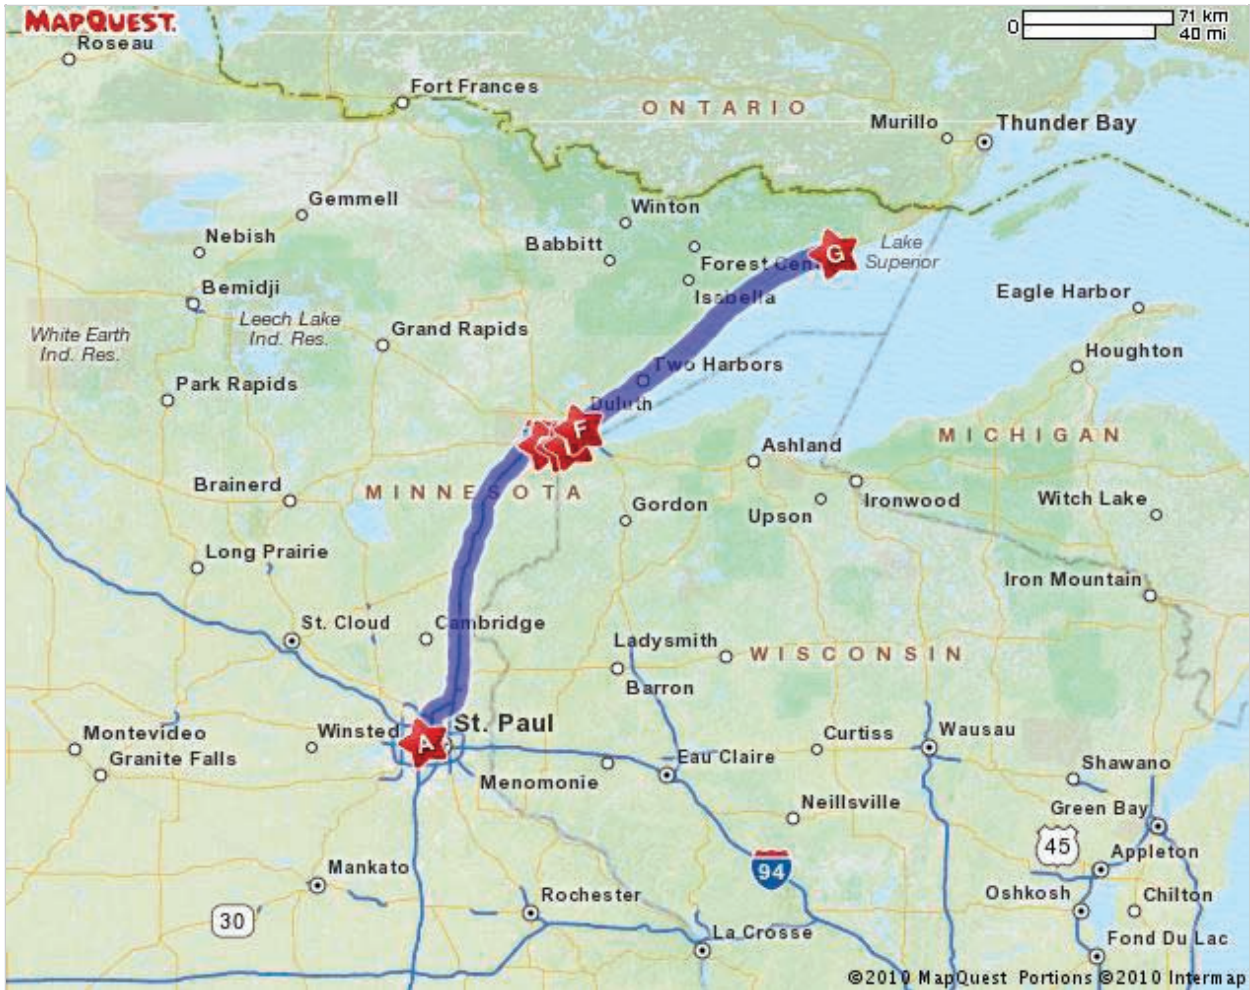 MAPQUEST.
0
71 km
40 mi
Roseau
Fort Frances
ONTARIO
Murillo
Thunder Bay
Gemmell
Winton
Nebish
Babbitt
G
Lake
Superior
Forest Cen
Isabella
Bemidji
Eagle Harbor
White Earth
Ind. Res.
Leech Lake
Ind. Res.
Grand Rapids
Houghton
Two Harbors
Park Rapids
Duluth
F
Ashland
MICHIGAN
Brainerd
MINNESOTA
Gordon
Upson
Ironwood
Witch Lake
Long Prairie
Iron Mountain
St. Cloud
Cambridge
Ladysmith
WISCONSIN
Barron
Montevideo
Winsted
A
St. Paul
Curtiss
Wausau
Granite Falls
Eau Claire
Shawano
Menomonie
Neillsville
Green Bay
45
Appleton
Mankato
94
Oshkosh
Chilton
Rochester
30
La Crosse
Fond Du Lac
©2010 MapQuest Portions ©2010 Intermap